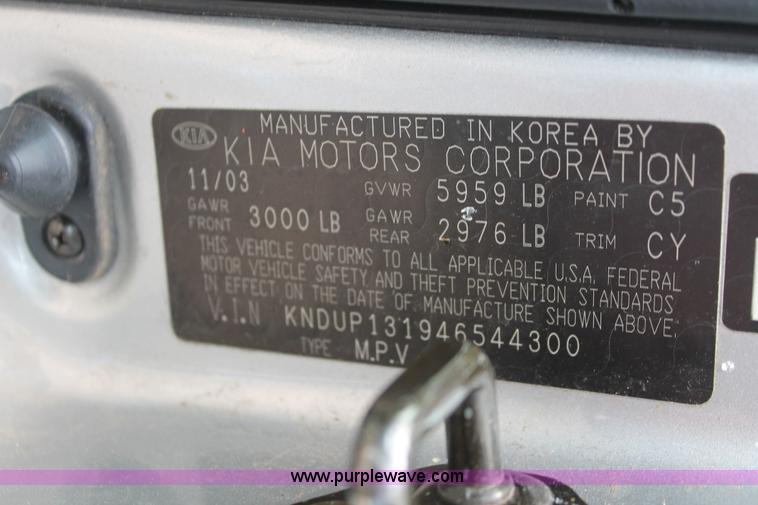 KIA
MANUFACTURED IN KOREA BY
KIA MOTORS CORPORATION
11/03 GVWR 5959 LB PAINT C5
GAWR FRONT 3000 LB GAWR REAR 2976 LB TRIM CY
THIS VEHICLE CONFORMS TO ALL APPLICABLE U.S.A. FEDERAL
MOTOR VEHICLE SAFETY AND THEFT PREVENTION STANDARDS
IN EFFECT ON THE DATE OF MANUFACTURE SHOWN ABOVE,
V.I.N KNDUP131946544300
TYPE M.P.V
www.purplewave.com